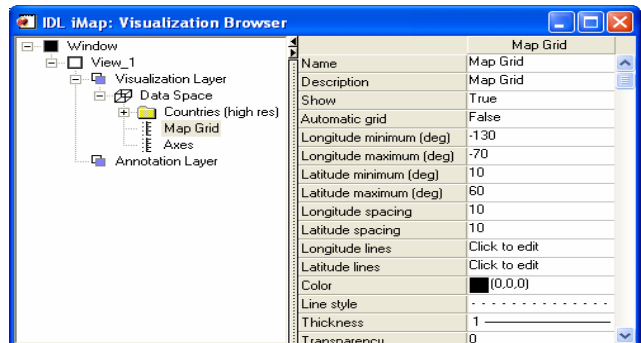 IDL iMap: Visualization Browser
Window
View_1
Visualization Layer
Data Space
Countries (high res)
Map Grid
Axes
Annotation Layer
Map Grid
Name Map Grid
Description Map Grid
Show True
Automatic grid False
Longitude minimum (deg) -130
Longitude maximum (deg) -70
Latitude minimum (deg) 10
Latitude maximum (deg) 60
Longitude spacing 10
Latitude spacing 10
Longitude lines Click to edit
Latitude lines Click to edit
Color (0,0,0)
Line style
Thickness 1
Transparency 0